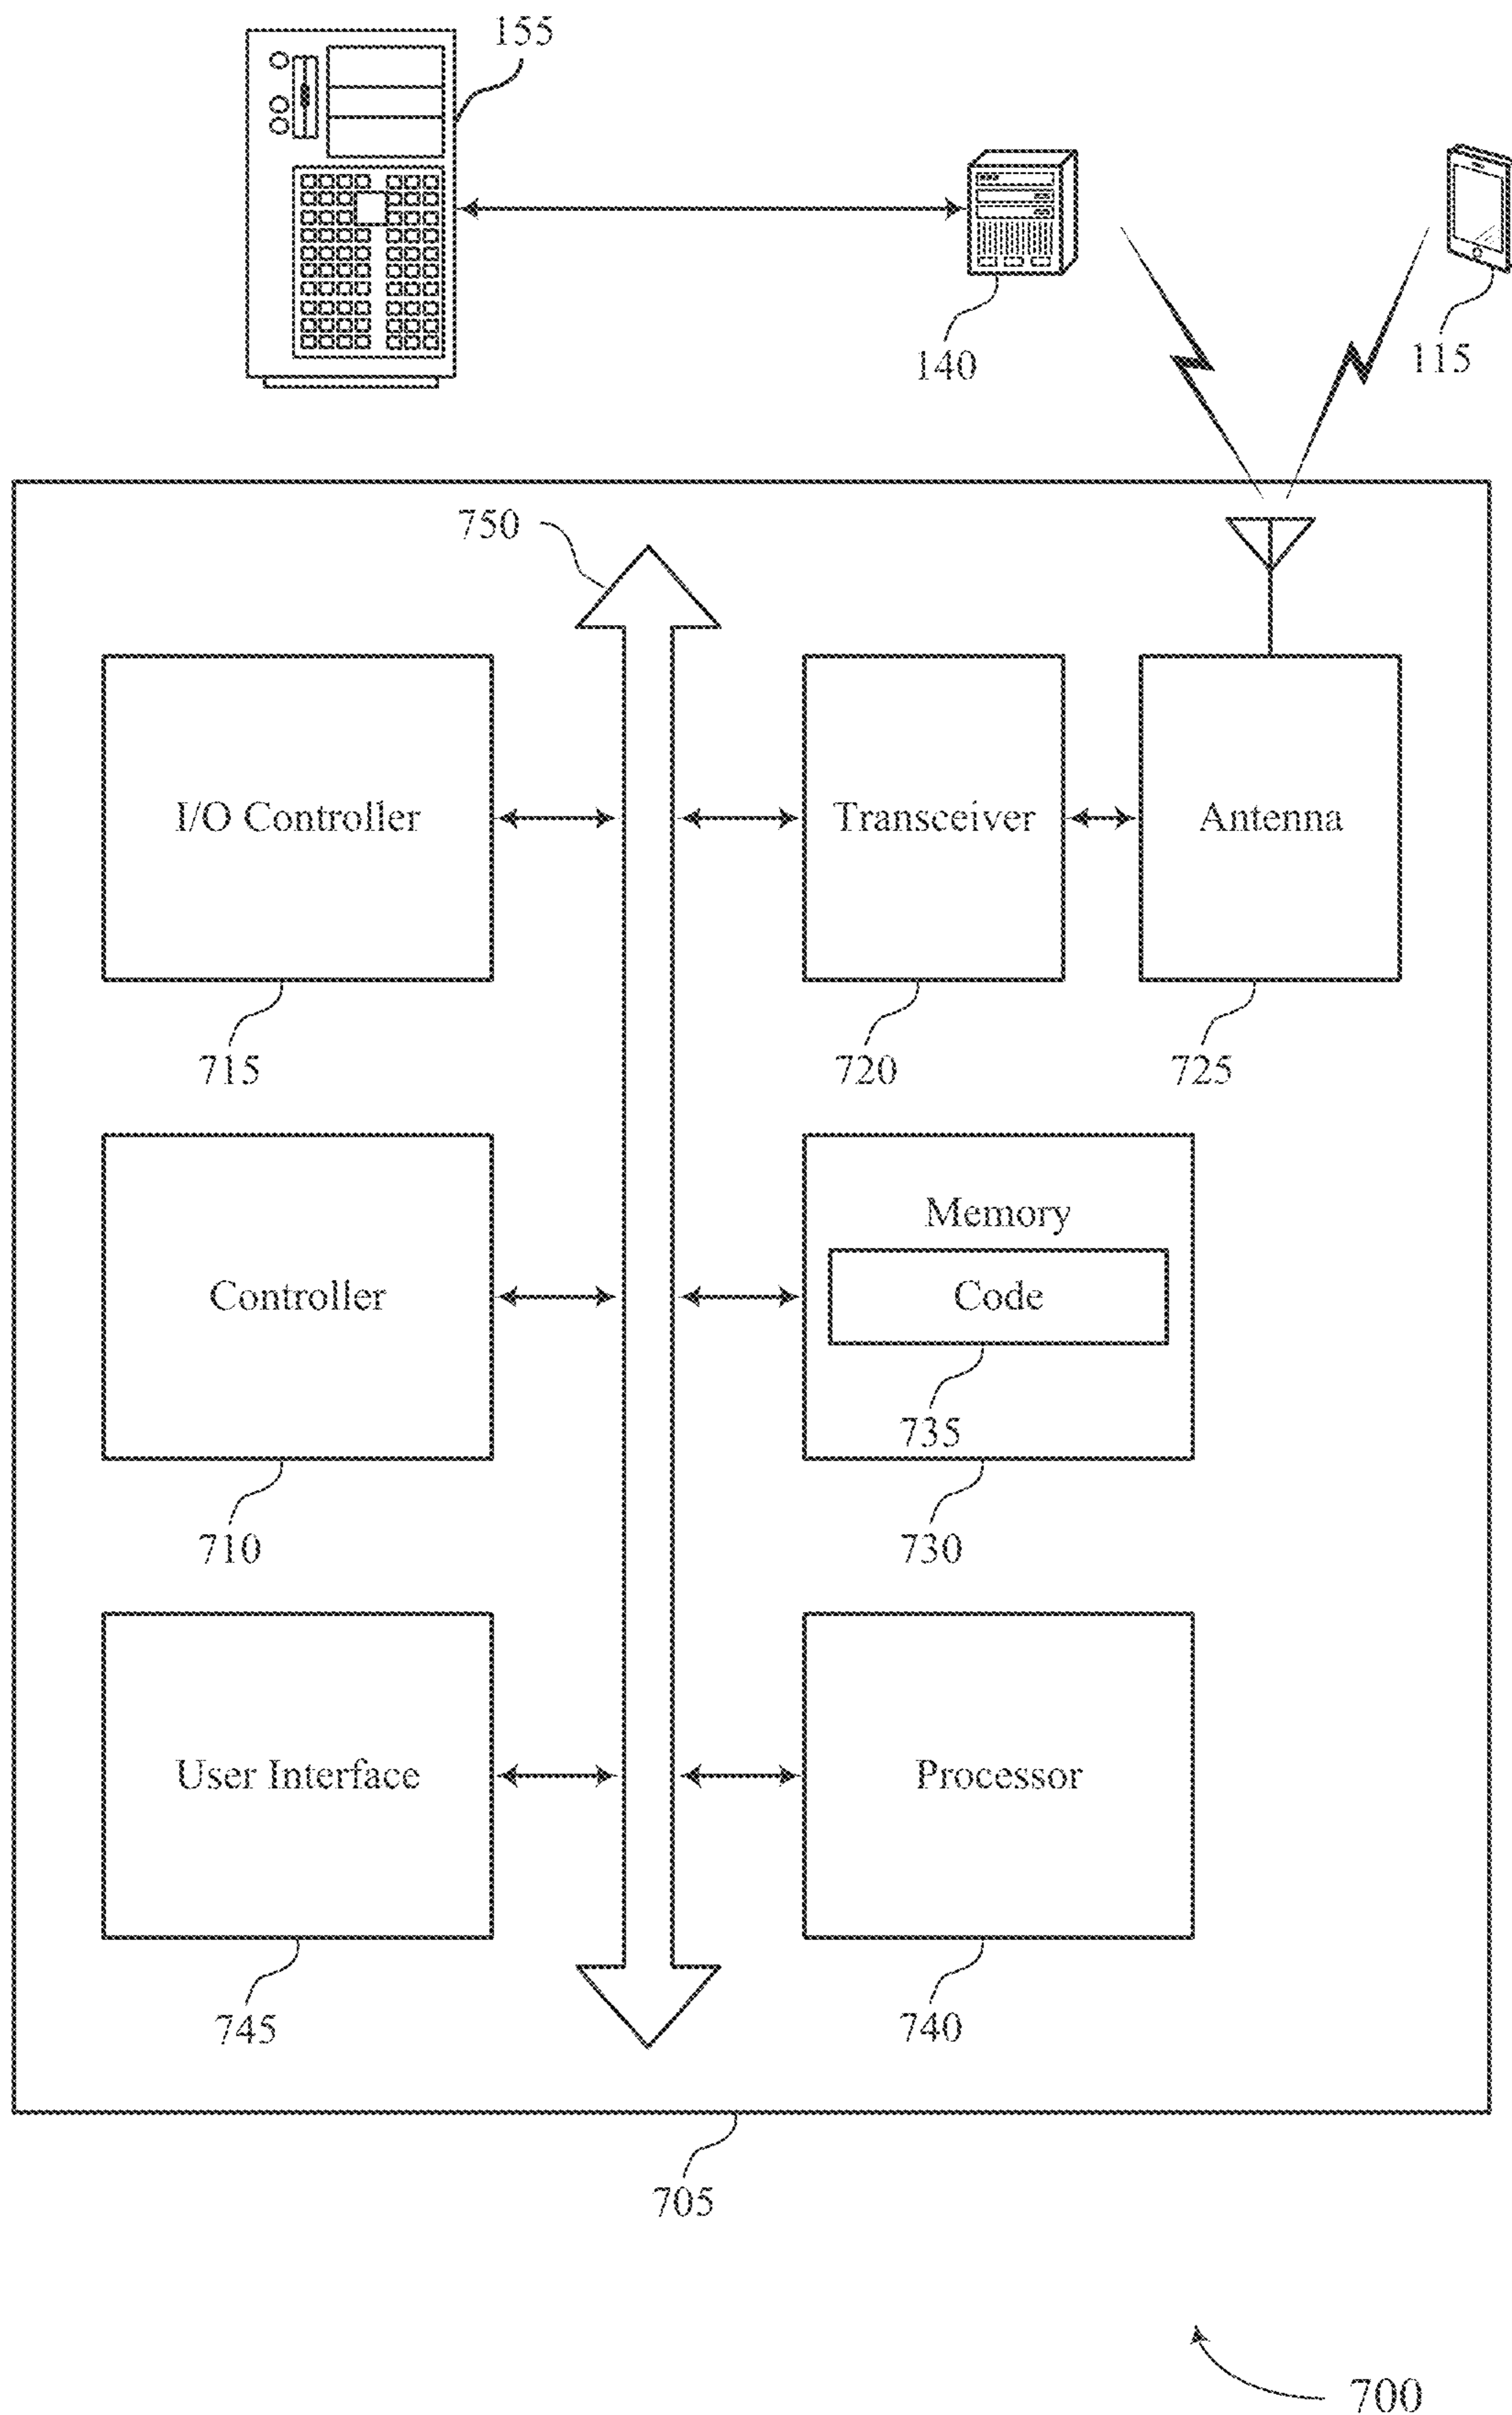 155
140
115
750
I/O Controller
Transceiver
Antenna
715
720
725
Memory
Controller
Code
735
710
730
User Interface
Processor
745
740
705
700